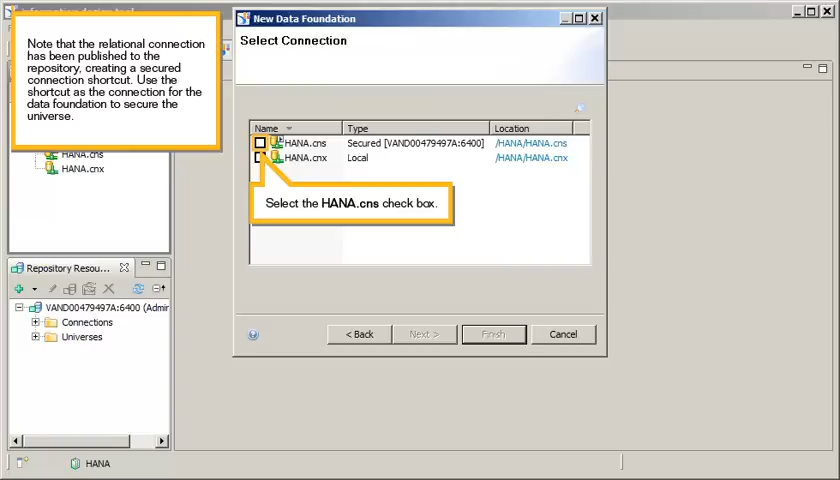 New Data Foundation
Select Connection
Note that the relational connection
has been published to the
repository, creating a secured
connection shortcut. Use the
shortcut as the connection for the
data foundation to secure the
universe.
Name Type Location
HANA.cns Secured [VAND00479497A:6400] /HANA/HANA.cns
HANA.cnx Local /HANA/HANA.cnx
HANA.cns
HANA.cnx
Select the HANA.cns check box.
Repository Resou...
VAND00479497A:6400 (Admir
Connections
Universes
< Back Next > Finish Cancel
HANA